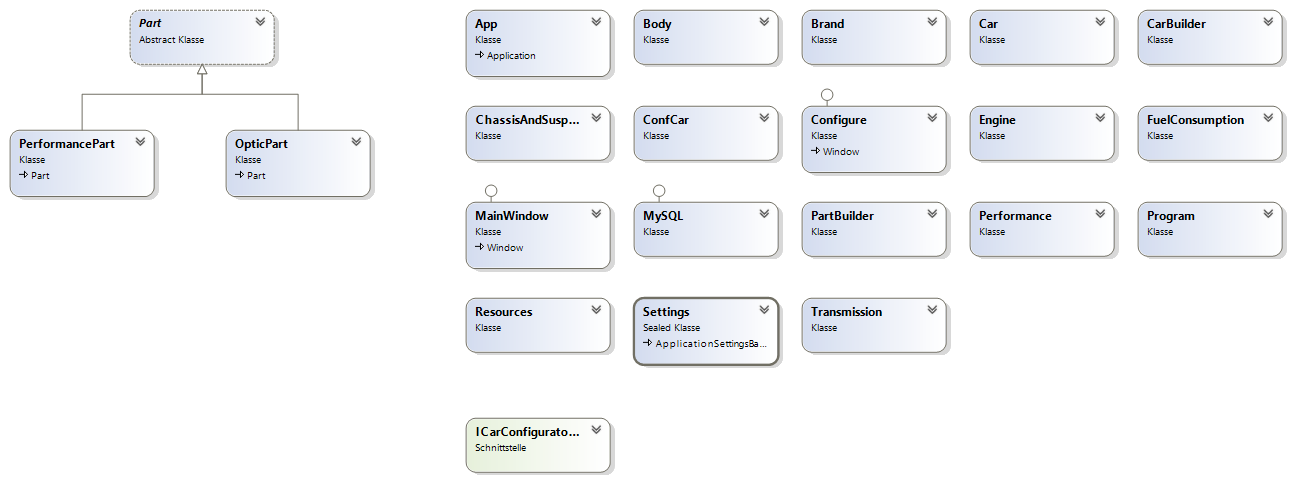 Part
Abstract Klasse
PerformancePart
Klasse
Part
OpticPart
Klasse
Part
App
Klasse
Application
Body
Klasse
Brand
Klasse
Car
Klasse
CarBuilder
Klasse
ChassisAndSusp...
Klasse
ConfCar
Klasse
Configure
Klasse
Window
Engine
Klasse
FuelConsumption
Klasse
MainWindow
Klasse
Window
MySQL
Klasse
PartBuilder
Klasse
Performance
Klasse
Program
Klasse
Resources
Klasse
Settings
Sealed Klasse
ApplicationSettingsBa...
Transmission
Klasse
ICarConfigurato...
Schnittstelle